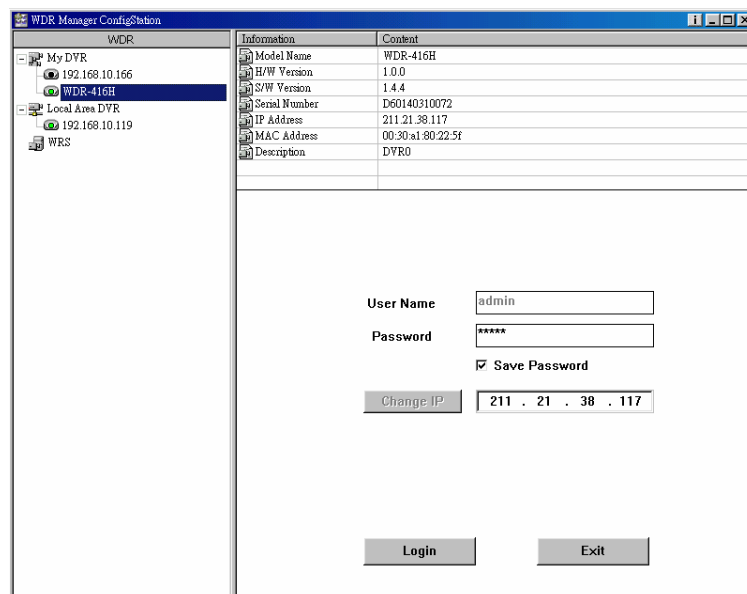 WDR Manager ConfigStation
WDR
My DVR
192.168.10.166
WDR-416H
Local Area DVR
192.168.10.119
WRS
Information Content
Model Name WDR-416H
H/W Version 1.0.0
S/W Version 1.4.4
Serial Number D60140310072
IP Address 211.21.38.117
MAC Address 00:30:a1:80:22:5f
Description DVR0
User Name admin
Password *****
Save Password
Change IP 211 . 21 . 38 . 117
Login Exit